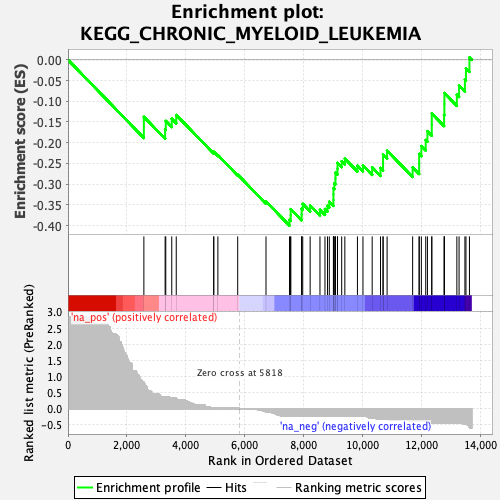 Enrichment plot:
KEGG_CHRONIC_MYELOID_LEUKEMIA
Enrichment score (ES)
0.00
-0.05
-0.10
-0.15
-0.20
-0.25
-0.30
-0.35
-0.40
Ranked list metric (PreRanked)
3.0
2.5
2.0
1.5
1.0
0.5
0.0
-0.5
'na_pos' (positively correlated)
Zero cross at 5818
'na_neg' (negatively correlated)
0
2,000
4,000
6,000
8,000
10,000
12,000
14,000
Rank in Ordered Dataset
Enrichment profile
Hits
Ranking metric scores